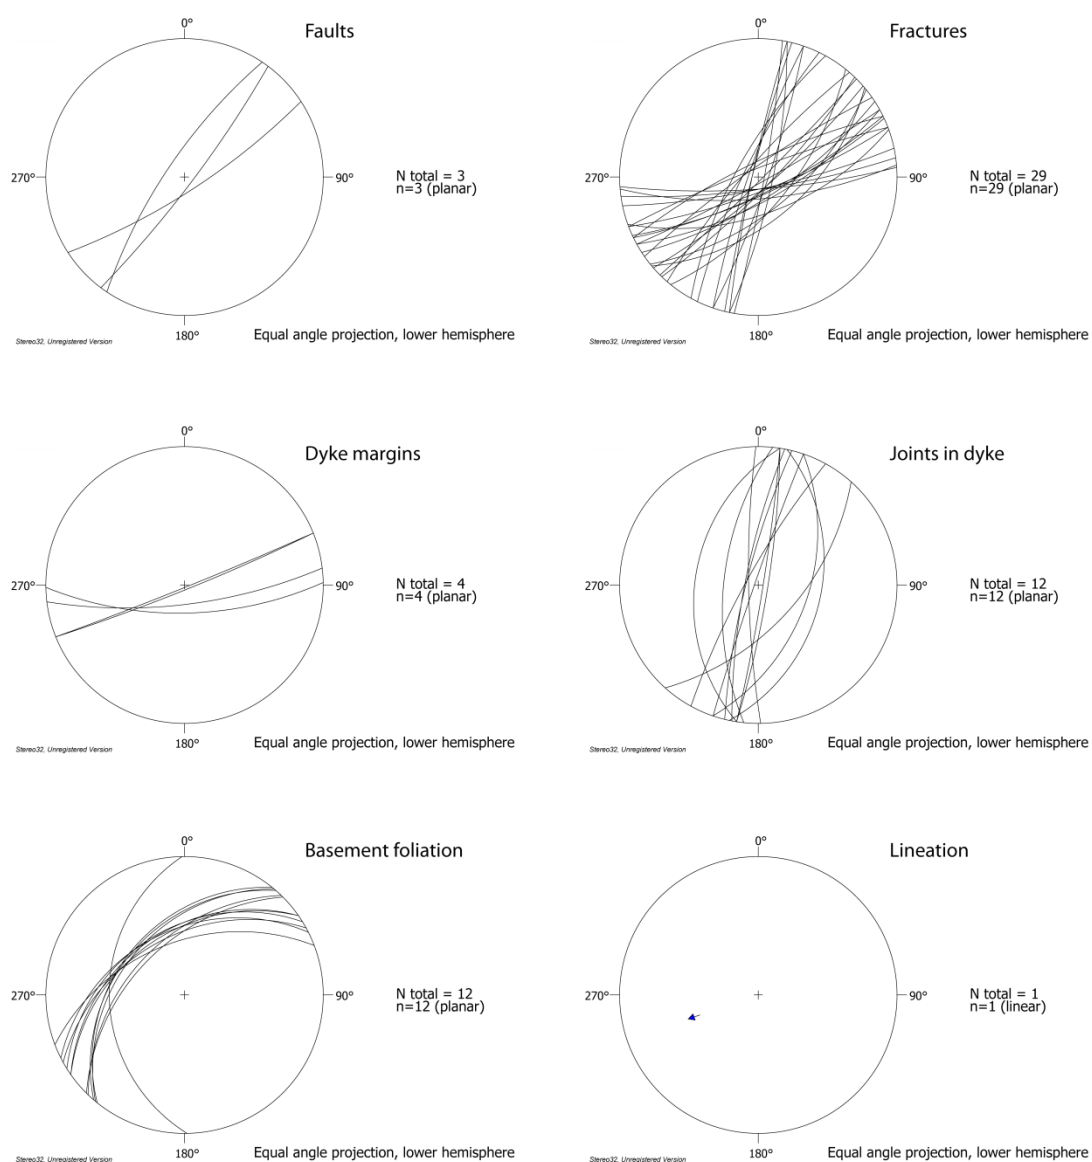 Faults
0°
270°
90°
180°
N total = 3
n=3 (planar)
Stereo32, Unregistered Version
Equal angle projection, lower hemisphere
Fractures
0°
270°
90°
180°
N total = 29
n=29 (planar)
Stereo32, Unregistered Version
Equal angle projection, lower hemisphere
Dyke margins
0°
270°
90°
180°
N total = 4
n=4 (planar)
Stereo32, Unregistered Version
Equal angle projection, lower hemisphere
Joints in dyke
0°
270°
90°
180°
N total = 12
n=12 (planar)
Stereo32, Unregistered Version
Equal angle projection, lower hemisphere
Basement foliation
0°
270°
90°
180°
N total = 12
n=12 (planar)
Stereo32, Unregistered Version
Equal angle projection, lower hemisphere
Lineation
0°
270°
90°
180°
N total = 1
n=1 (linear)
Stereo32, Unregistered Version
Equal angle projection, lower hemisphere